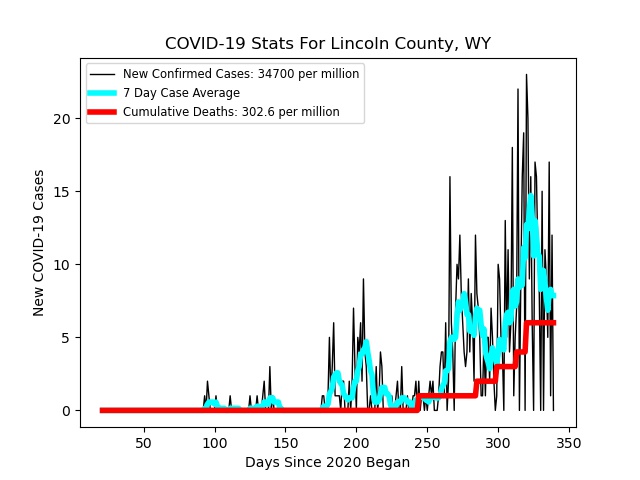 COVID-19 Stats For Lincoln County, WY
New Confirmed Cases: 34700 per million
7 Day Case Average
Cumulative Deaths: 302.6 per million
New COVID-19 Cases
20
15
10
5
0
50 100 150 200 250 300 350
Days Since 2020 Began